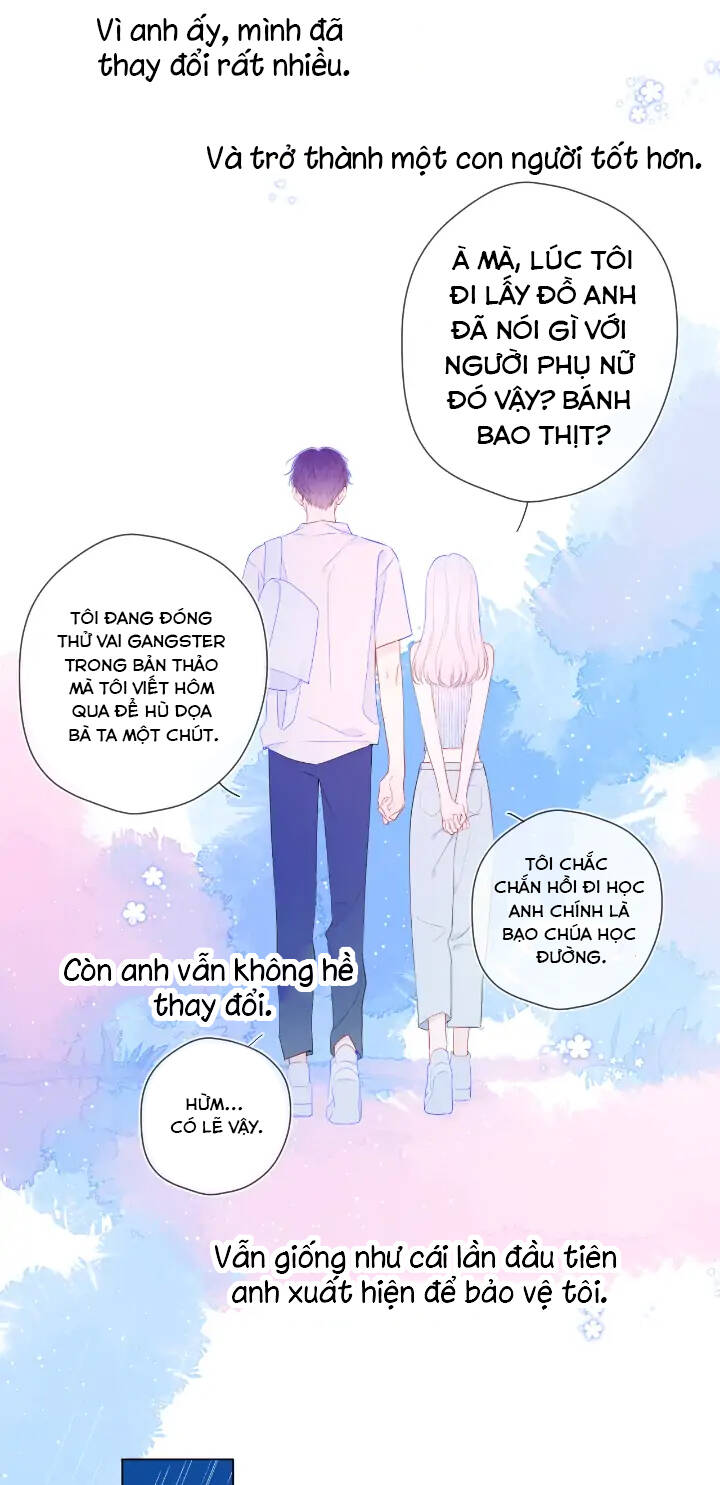 Vì anh ấy, mình đã
thay đổi rất nhiều.
Và trở thành một con người tốt hơn.
À MÀ, LÚC TÔI
ĐI LẤY ĐỒ ANH
ĐÃ NÓI GÌ VỚI
NGƯỜI PHỤ NỮ
ĐÓ VẬY? BÁNH
BAO THỊT?
TÔI ĐANG ĐÓNG
THỬ VAI GANGSTER
TRONG BẢN THẢO
MÀ TÔI VIẾT HÔM
QUA ĐỂ HÙ DỌA
BÀ TA MỘT CHÚT.
TÔI CHẮC
CHẮN HỒI ĐI HỌC
ANH CHÍNH LÀ
BẠO CHÚA HỌC
ĐƯỜNG.
Còn anh vẫn không hề
thay đổi.
HỪM...
CÓ LẼ VẬY.
Vẫn giống như cái lần đầu tiên
anh xuất hiện để bảo vệ tôi.